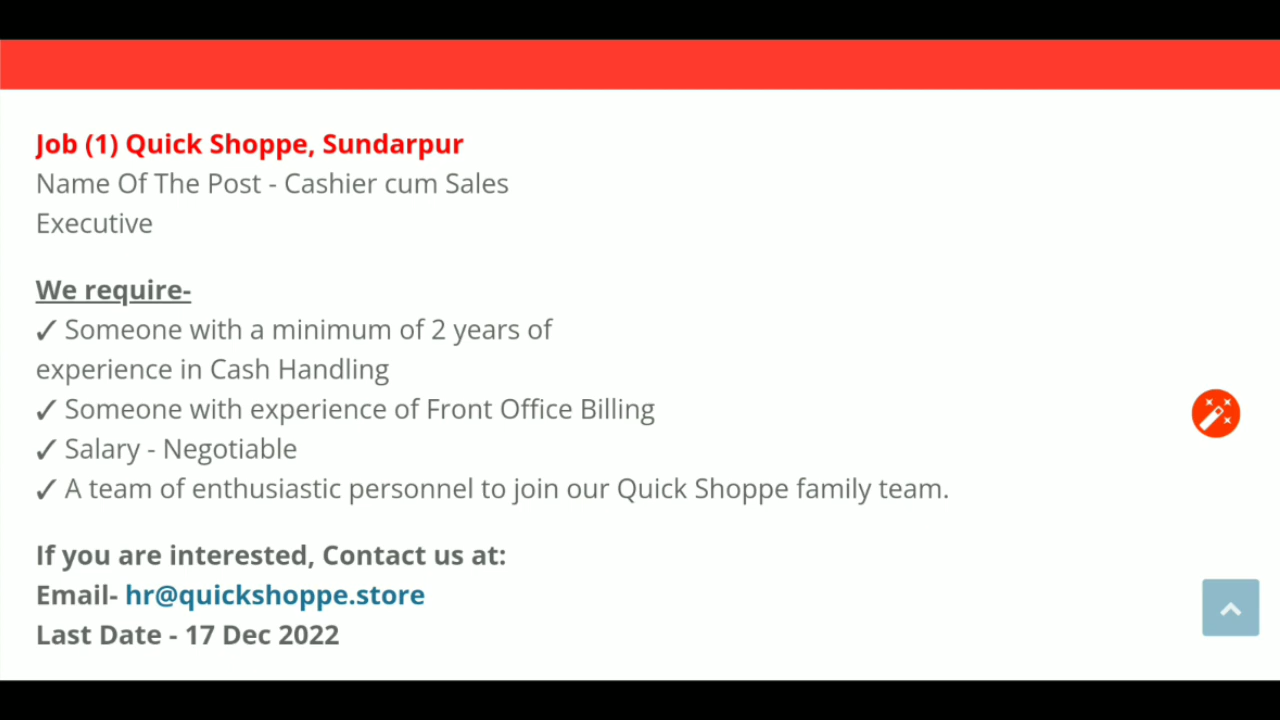 Job (1) Quick Shoppe, Sundarpur
Name Of The Post - Cashier cum Sales
Executive
We require-
✓ Someone with a minimum of 2 years of
experience in Cash Handling
✓ Someone with experience of Front Office Billing
✓ Salary - Negotiable
✓ A team of enthusiastic personnel to join our Quick Shoppe family team.
If you are interested, Contact us at:
Email- hr@quickshoppe.store
Last Date - 17 Dec 2022